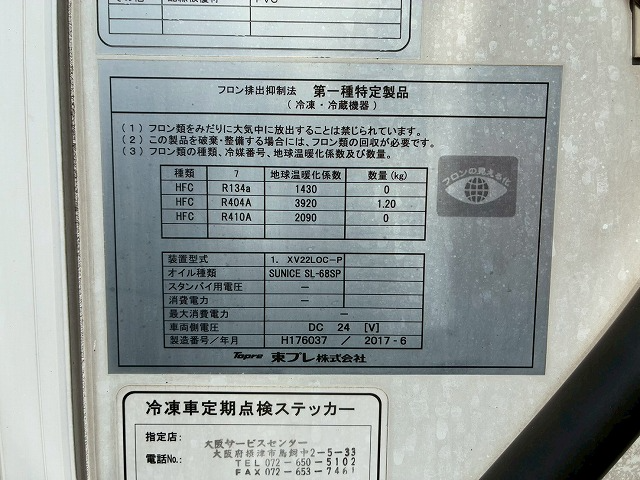 その他 配線被覆材 PVC
フロン排出抑制法 第一種特定製品
(冷凍・冷蔵機器)
(1) フロン類をみだりに大気中に放出することは禁じられています。
(2) この製品を破棄・整備する場合には、フロン類の回収が必要です。
(3) フロン類の種類、冷媒番号、地球温暖化係数及び数量。
種類 7 地球温暖化係数 数量(kg)
HFC R134a 1430 0
HFC R404A 3920 1.20
HFC R410A 2090 0
フロンの見える化
装置型式 1. XV22LOC-P
オイル種類 SUNICE SL-68SP
スタンバイ用電圧 —
消費電力 —
最大消費電力 —
車両側電圧 DC 24 [V]
製造番号/年月 H176037 / 2017-6
Topre 東プレ株式会社
冷凍車定期点検ステッカー
指定店: 大阪サービスセンター
大阪府摂津市鳥飼中2-5-33
電話No.: TEL 072-650-5102
FAX 072-653-7461